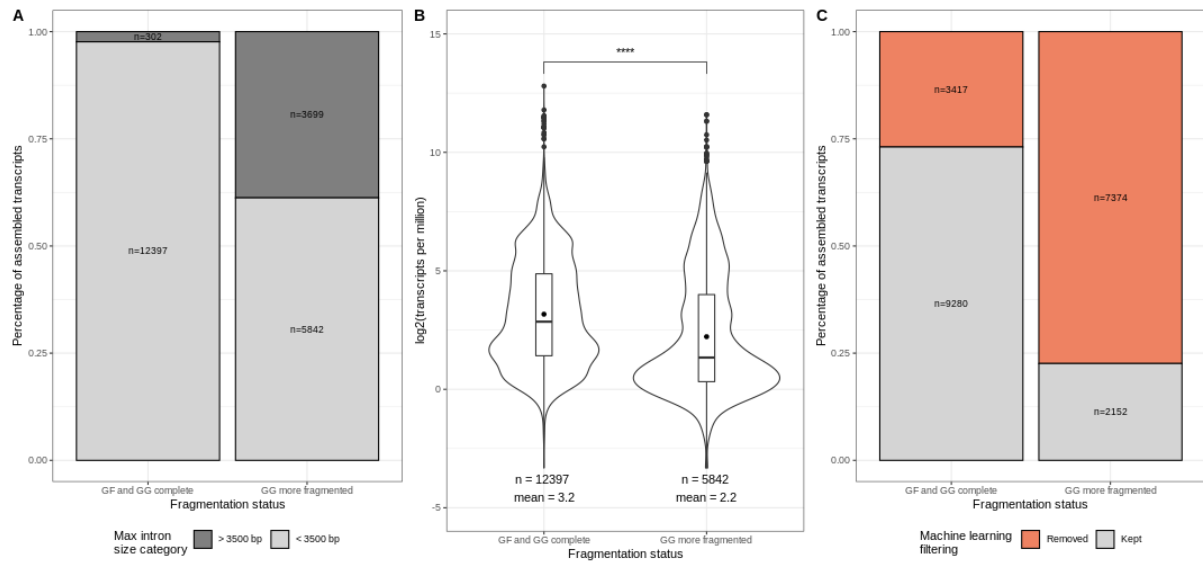 A
Percentage of assembled transcripts
1.00
0.75
0.50
0.25
0.00
n=302
n=12397
n=3699
n=5842
GF and GG complete
GG more fragmented
Fragmentation status
Max intron
size category
> 3500 bp
< 3500 bp
B
log2(transcripts per million)
15
10
5
0
-5
****
n = 12397
mean = 3.2
n = 5842
mean = 2.2
GF and GG complete
GG more fragmented
Fragmentation status
C
Percentage of assembled transcripts
1.00
0.75
0.50
0.25
0.00
n=3417
n=9280
n=7374
n=2152
GF and GG complete
GG more fragmented
Fragmentation status
Machine learning
filtering
Removed
Kept